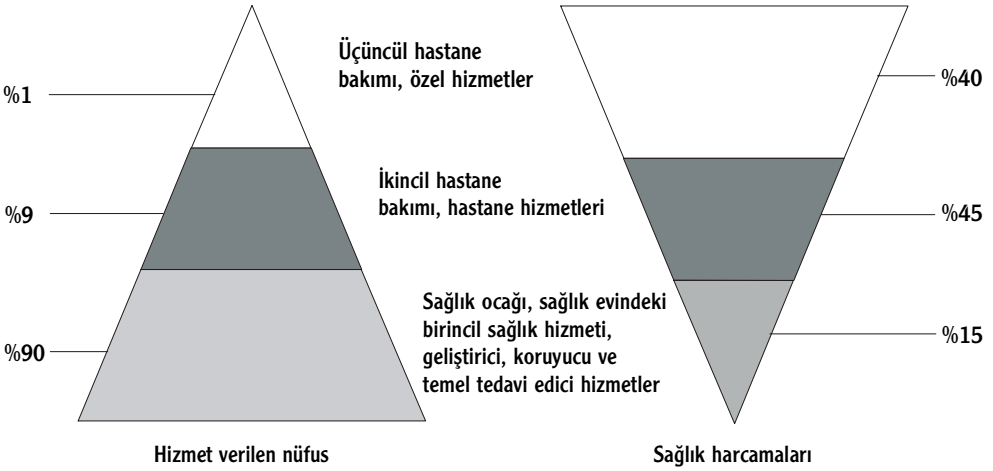 Üçüncül hastane
bakımı, özel hizmetler
%1
%40
İkincil hastane
bakımı, hastane hizmetleri
%9
%45
Sağlık ocağı, sağlık evindeki
birincil sağlık hizmeti,
geliştirici, koruyucu ve
temel tedavi edici hizmetler
%90
%15
Hizmet verilen nüfus
Sağlık harcamaları